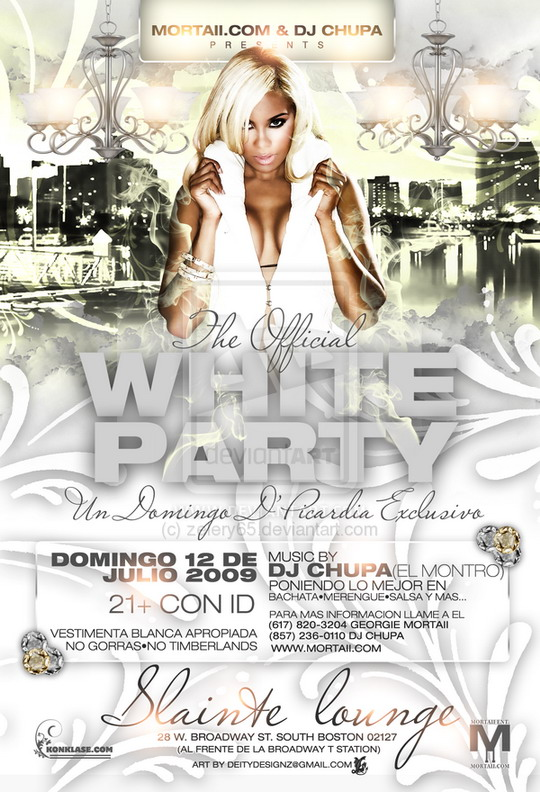 MORTAII.COM & DJ CHUPA
PRESENTS
The Official
WHITE
PARTY
deviantART
Un Domingo D'Picardia Exclusivo
(c) zalery65.deviantart.com
DOMINGO 12 DE
JULIO 2009
21+ CON ID
VESTIMENTA BLANCA APROPIADA
NO GORRAS•NO TIMBERLANDS
MUSIC BY
DJ CHUPA(EL MONTRO)
PONIENDO LO MEJOR EN
BACHATA•MERENGUE•SALSA Y MAS...
PARA MAS INFORMACION LLAME A EL
(617) 820-3204 GEORGIE MORTAII
(857) 236-0110 DJ CHUPA
WWW.MORTAII.COM
Slainte lounge
28 W. BROADWAY ST. SOUTH BOSTON 02127
(AL FRENTE DE LA BROADWAY T STATION)
ART BY DEITYDESIGNZ@GMAIL.COM
KONKLASE.COM
MORTAII ENT.
M
MORTAII.COM